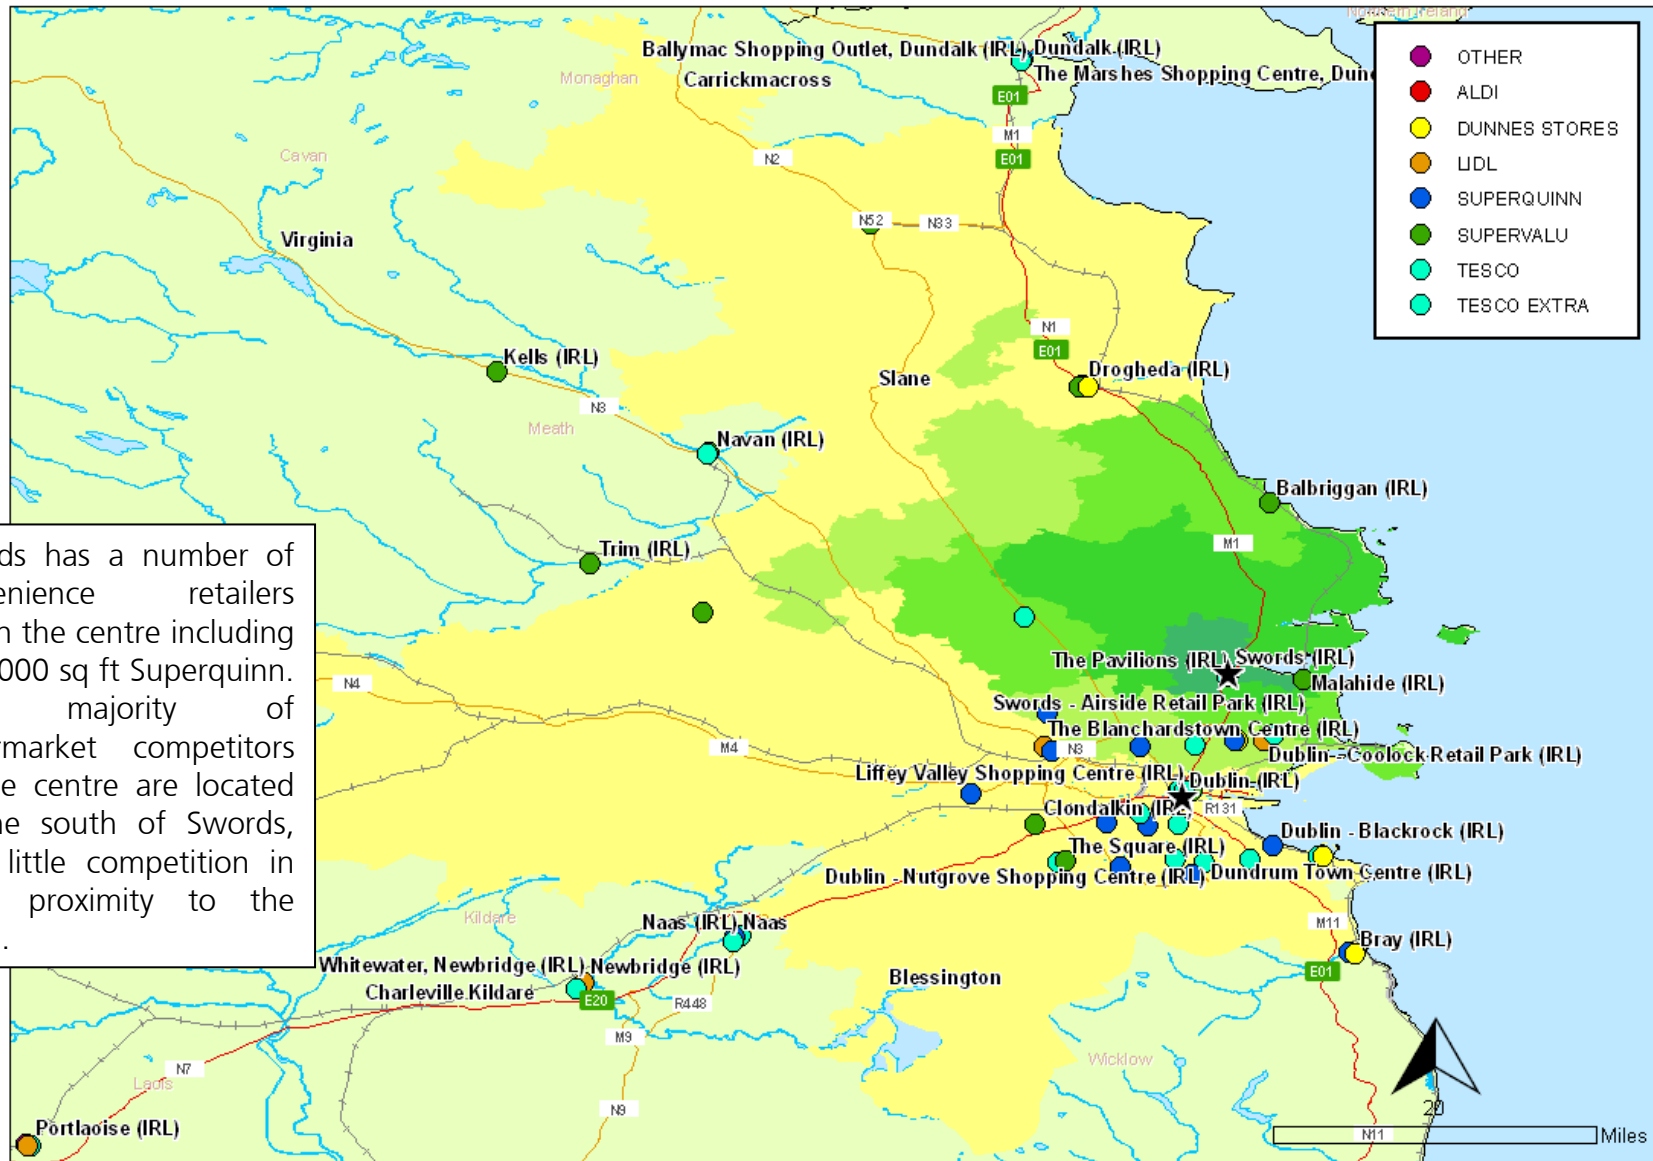 Northern Ireland
Ballymac Shopping Outlet, Dundalk (IRL)
Dundalk (IRL)
The Marshes Shopping Centre, Dun
Monaghan
Carrickmacross
E01
M1
E01
OTHER
ALDI
DUNNES STORES
LIDL
SUPERQUINN
SUPERVALU
TESCO
TESCO EXTRA
Cavan
N2
Virginia
N52
N33
N1
E01
Kells (IRL)
Slane
Drogheda (IRL)
N3
Meath
Navan (IRL)
Balbriggan (IRL)
M1
Trim (IRL)
ds has a number of
enience retailers
n the centre including
000 sq ft Superquinn.
majority of
rmarket competitors
e centre are located
ne south of Swords,
little competition in
proximity to the
.
The Pavilions (IRL)
Swords (IRL)
Malahide (IRL)
N4
Swords - Airside Retail Park (IRL)
The Blanchardstown Centre (IRL)
M4
N3
Dublin - Coolock Retail Park (IRL)
Liffey Valley Shopping Centre (IRL)
Dublin (IRL)
Clondalkin (IRL)
R131
Dublin - Blackrock (IRL)
The Square (IRL)
Dublin - Nutgrove Shopping Centre (IRL)
Dundrum Town Centre (IRL)
Kildare
Naas (IRL)
Naas
M11
Bray (IRL)
Whitewater, Newbridge (IRL)
Newbridge (IRL)
E01
Blessington
Charleville Kildare
E20
R448
M9
Wicklow
N7
Laois
N9
20
Portlaoise (IRL)
N11
Miles